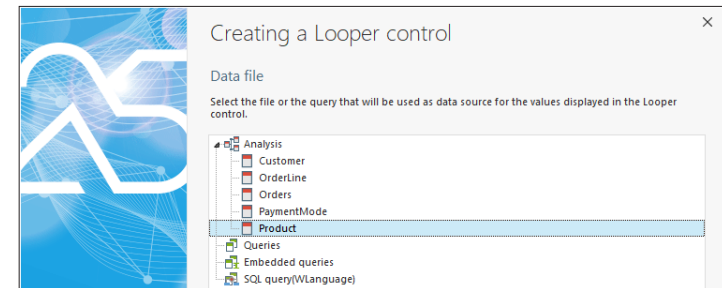 Creating a Looper control
Data file
Select the file or the query that will be used as data source for the values displayed in the Looper
control.
Analysis
Customer
OrderLine
Orders
PaymentMode
Product
Queries
Embedded queries
SQL query(WLanguage)